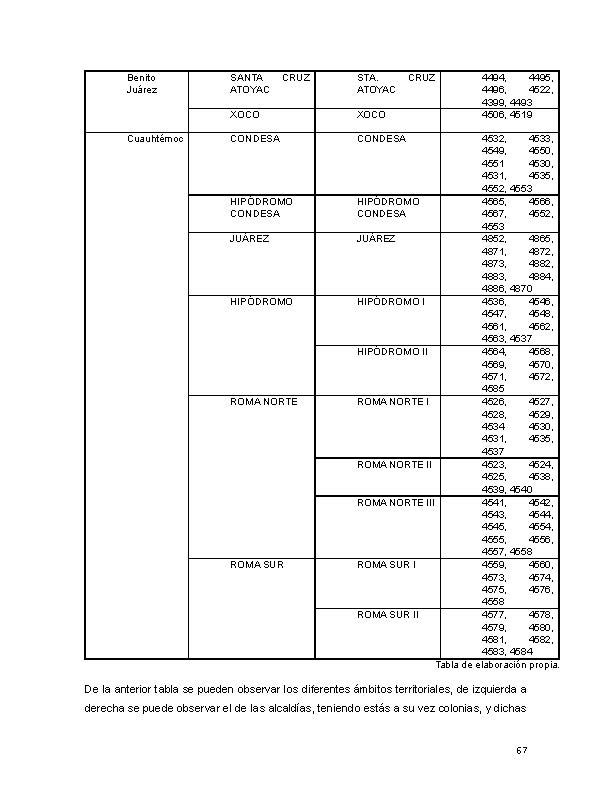 Benito SANTA CRUZ STA. CRUZ 4494, 4495,
Juárez ATOYAC ATOYAC 4496, 4522,
4399, 4493
XOCO XOCO 4506, 4519
Cuauhtémoc CONDESA CONDESA 4532, 4533,
4549, 4550,
4551 4530,
4531, 4535,
4552, 4553
HIPÓDROMO HIPÓDROMO 4565, 4566,
CONDESA CONDESA 4567, 4552,
4553
JUÁREZ JUÁREZ 4852, 4865,
4871, 4872,
4873, 4882,
4883, 4884,
4886, 4870
HIPÓDROMO HIPÓDROMO I 4536, 4546,
4547, 4548,
4561, 4562,
4563, 4537
HIPÓDROMO II 4564, 4568,
4569, 4570,
4571, 4572,
4585
ROMA NORTE ROMA NORTE I 4526, 4527,
4528, 4529,
4534 4530,
4531, 4535,
4537
ROMA NORTE II 4523, 4524,
4525, 4538,
4539, 4540
ROMA NORTE III 4541, 4542,
4543, 4544,
4545, 4554,
4555, 4556,
4557, 4558
ROMA SUR ROMA SUR I 4559, 4560,
4573, 4574,
4575, 4576,
4558
ROMA SUR II 4577, 4578,
4579, 4580,
4581, 4582,
4583, 4584
Tabla de elaboración propia.
De la anterior tabla se pueden observar los diferentes ámbitos territoriales, de izquierda a
derecha se puede observar el de las alcaldías, teniendo estás a su vez colonias, y dichas
67